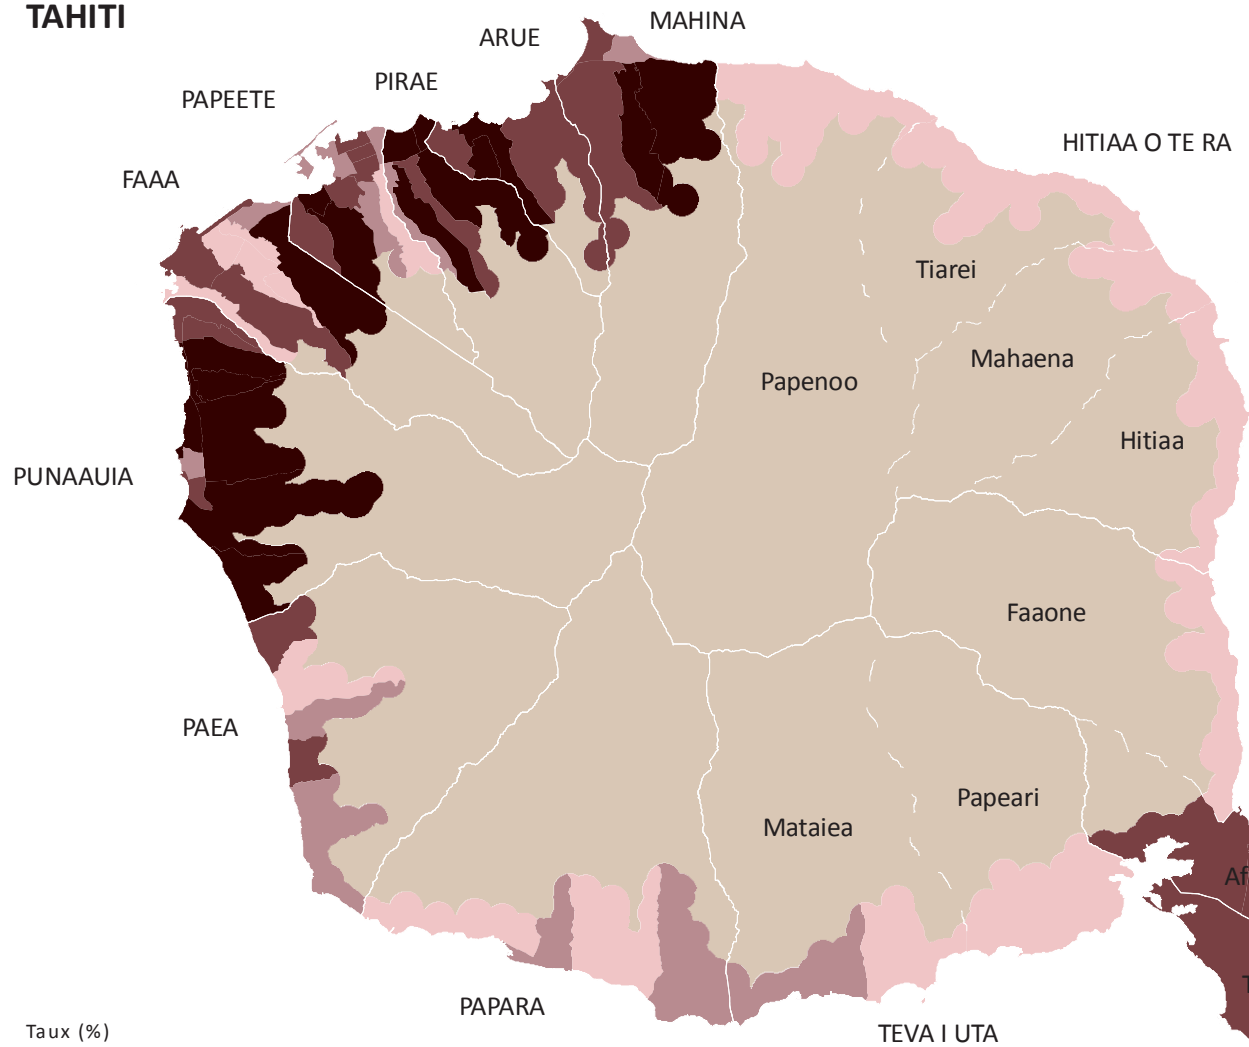 TAHITI
MAHINA
ARUE
PIRAE
PAPEETE
HITIAA O TE RA
FAAA
Tiarei
Mahaena
Papenoo
Hitiaa
PUNAAUIA
Faaone
PAEA
Papeari
Mataiea
Af
T
PAPARA
TEVA I UTA
Taux (%)